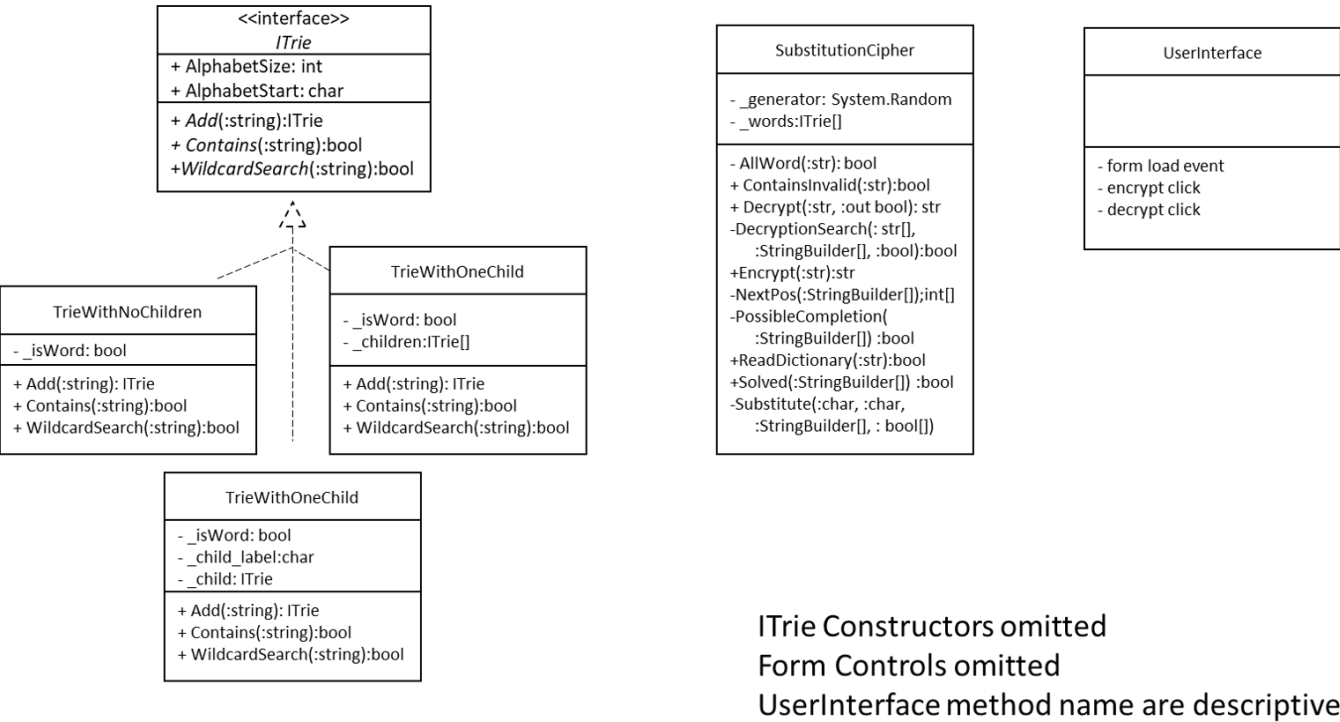 <<interface>>
ITrie
+ AlphabetSize: int
+ AlphabetStart: char
+ Add(:string):ITrie
+ Contains(:string):bool
+WildcardSearch(:string):bool
TrieWithNoChildren
- _isWord: bool
+ Add(:string): ITrie
+ Contains(:string):bool
+ WildcardSearch(:string):bool
TrieWithOneChild
- _isWord: bool
- _children:ITrie[]
+ Add(:string): ITrie
+ Contains(:string):bool
+ WildcardSearch(:string):bool
TrieWithOneChild
- _isWord: bool
- _child_label:char
- _child: ITrie
+ Add(:string): ITrie
+ Contains(:string):bool
+ WildcardSearch(:string):bool
SubstitutionCipher
- _generator: System.Random
- _words:ITrie[]
- AllWord(:str): bool
+ ContainsInvalid(:str):bool
+ Decrypt(:str, :out bool): str
-DecryptionSearch(: str[],
:StringBuilder[], :bool):bool
+Encrypt(:str):str
-NextPos(:StringBuilder[]);int[]
-PossibleCompletion(
:StringBuilder[]) :bool
+ReadDictionary(:str):bool
+Solved(:StringBuilder[]) :bool
-Substitute(:char, :char,
:StringBuilder[], : bool[])
UserInterface
- form load event
- encrypt click
- decrypt click
ITrie Constructors omitted
Form Controls omitted
UserInterface method name are descriptive